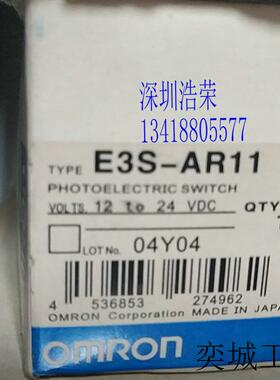 深圳浩荣
13418805577
TYPE E3S-AR11
PHOTOELECTRIC SWITCH
VOLTS. 12 to 24 VDC QTY
LOT No. 04Y04
4 536853 274962
OMRON Corporation MADE IN JAPA
OMRON
奕城工